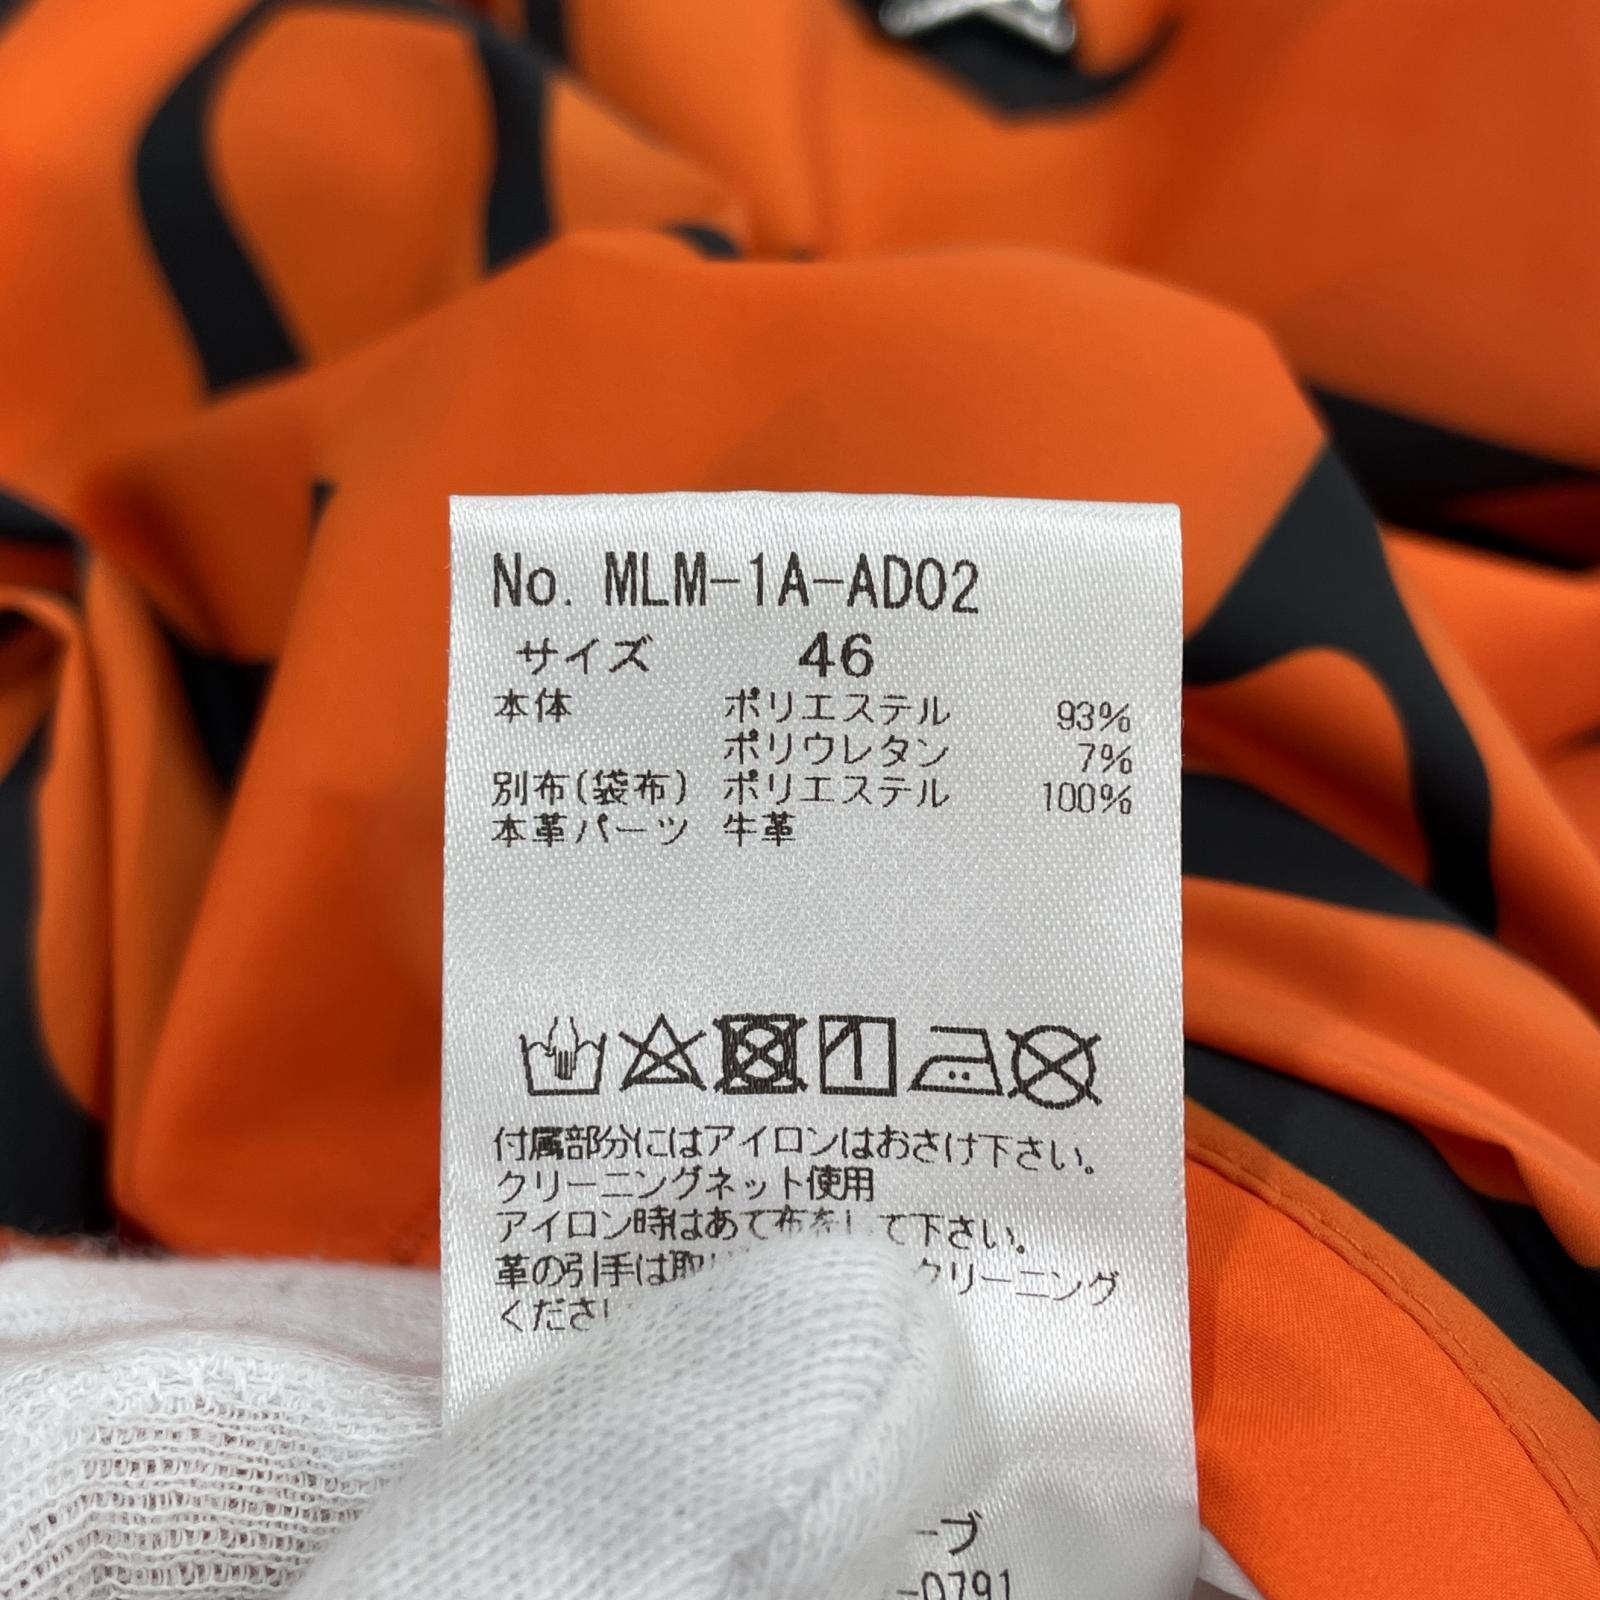 No. MLM-1A-AD02
サイズ 46
本体 ポリエステル 93%
ポリウレタン 7%
別布(袋布) ポリエステル 100%
本革パーツ 牛革
付属部分にはアイロンはおさけ下さい。
クリーニングネット使用
アイロン時はあて布をして下さい。
革の引手は取 クリーニング
くださ
ーブ
-0791